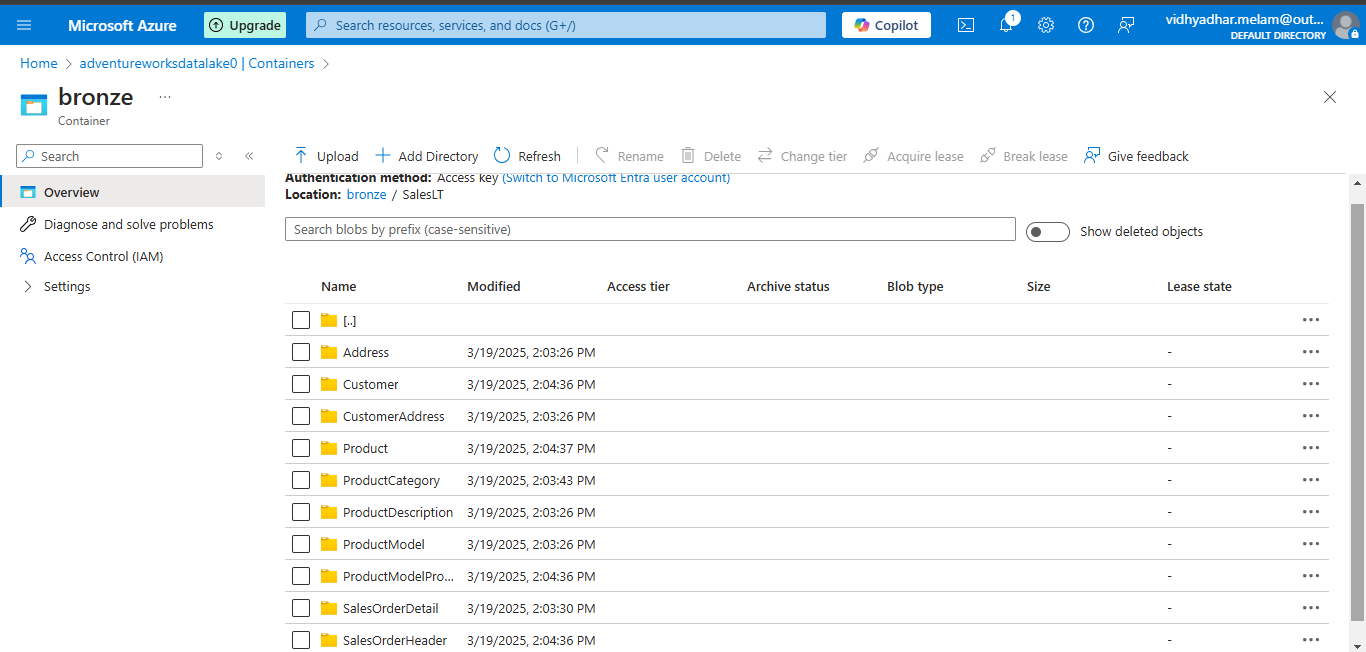 Microsoft Azure Upgrade Search resources, services, and docs (G+/) Copilot 1 vidhyadhar.melam@out...
DEFAULT DIRECTORY
Home > adventureworksdatalake0 | Containers >
bronze ...
Container
Search
Upload Add Directory Refresh Rename Delete Change tier Acquire lease Break lease Give feedback
Overview
Diagnose and solve problems
Access Control (IAM)
Settings
Authentication method: Access key (Switch to Microsoft Entra user account)
Location: bronze / SalesLT
Search blobs by prefix (case-sensitive) Show deleted objects
Name Modified Access tier Archive status Blob type Size Lease state
[..]
Address 3/19/2025, 2:03:26 PM -
Customer 3/19/2025, 2:04:36 PM -
CustomerAddress 3/19/2025, 2:03:26 PM -
Product 3/19/2025, 2:04:37 PM -
ProductCategory 3/19/2025, 2:03:43 PM -
ProductDescription 3/19/2025, 2:03:26 PM -
ProductModel 3/19/2025, 2:03:26 PM -
ProductModelPro... 3/19/2025, 2:04:36 PM -
SalesOrderDetail 3/19/2025, 2:03:30 PM -
SalesOrderHeader 3/19/2025, 2:04:36 PM -